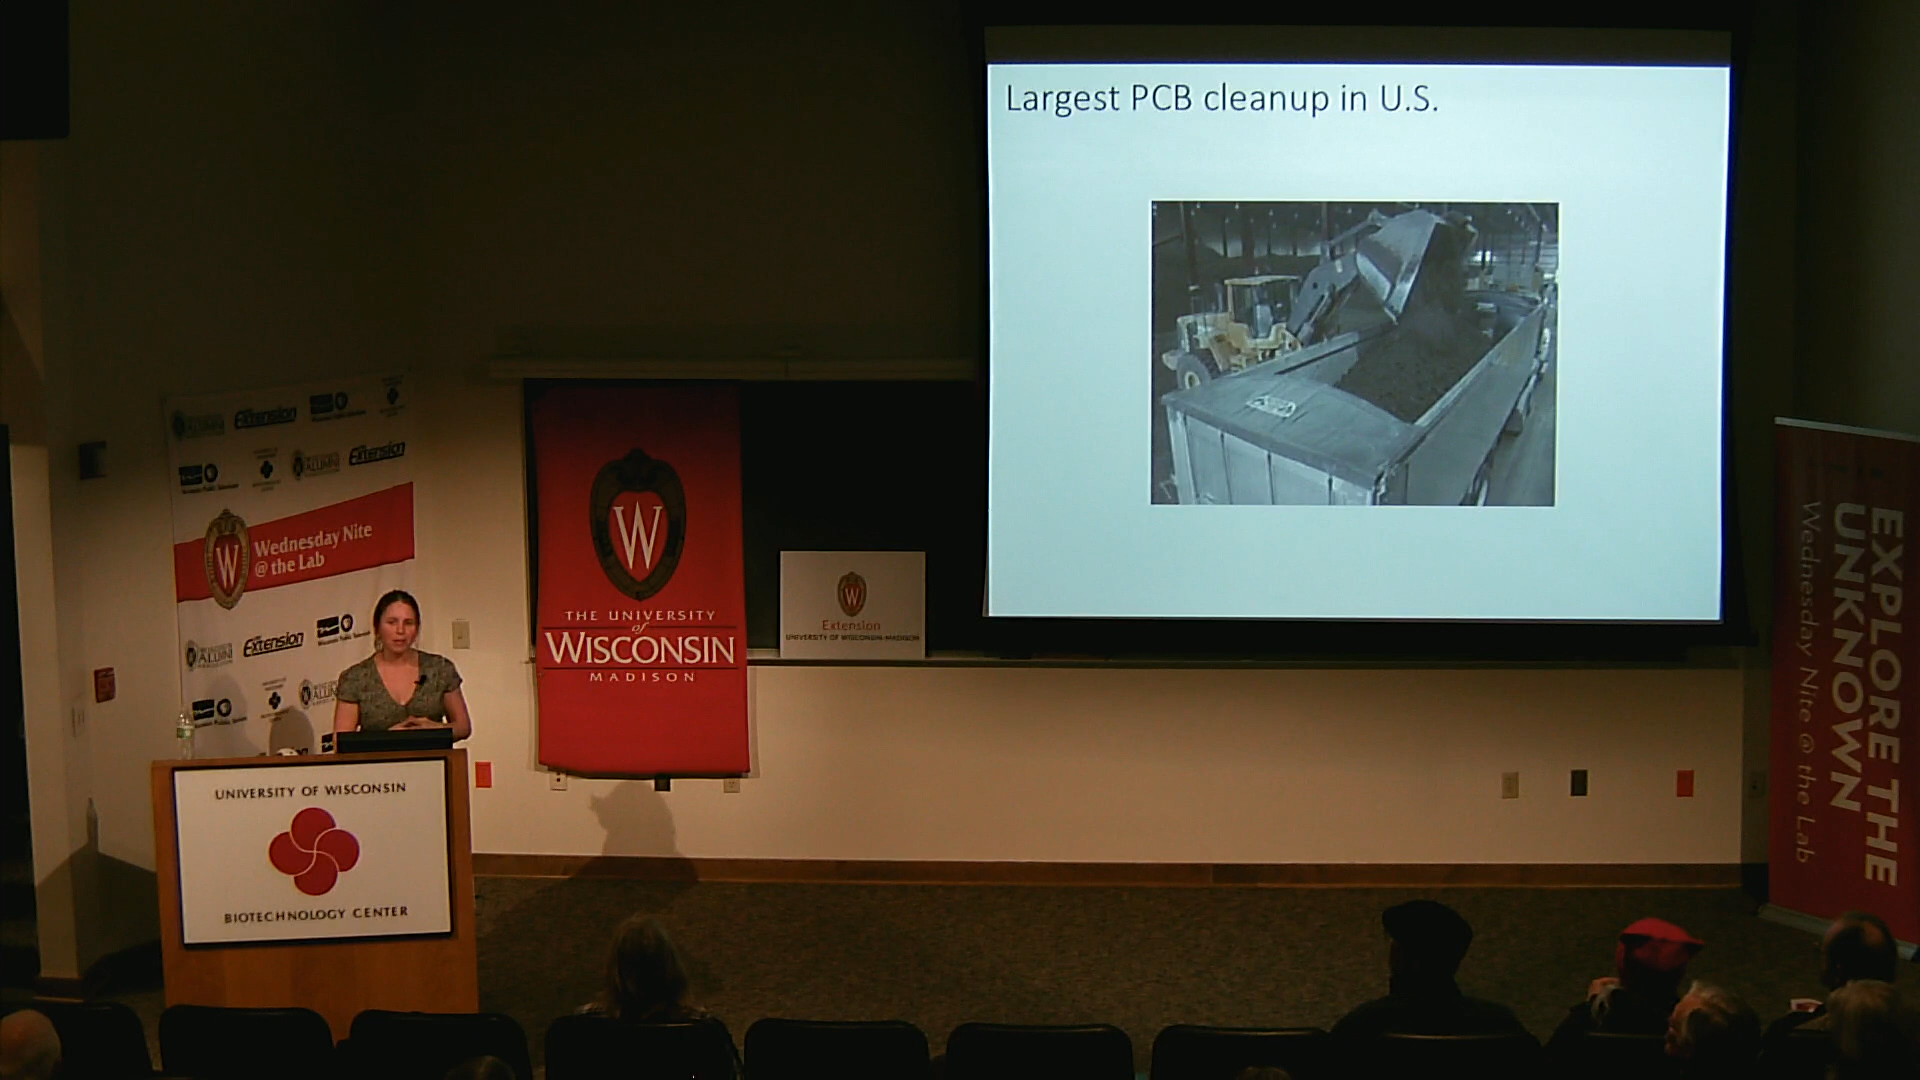 Largest PCB cleanup in U.S.
Extension
Extension
W
Wednesday Nite
@ the Lab
ALUMNI
Extension
W
THE UNIVERSITY
of
WISCONSIN
MADISON
W
Extension
UNIVERSITY OF WISCONSIN-MADISON
UNIVERSITY OF WISCONSIN
BIOTECHNOLOGY CENTER
EXPLORE THE
UNKNOWN
Wednesday Nite @ the Lab